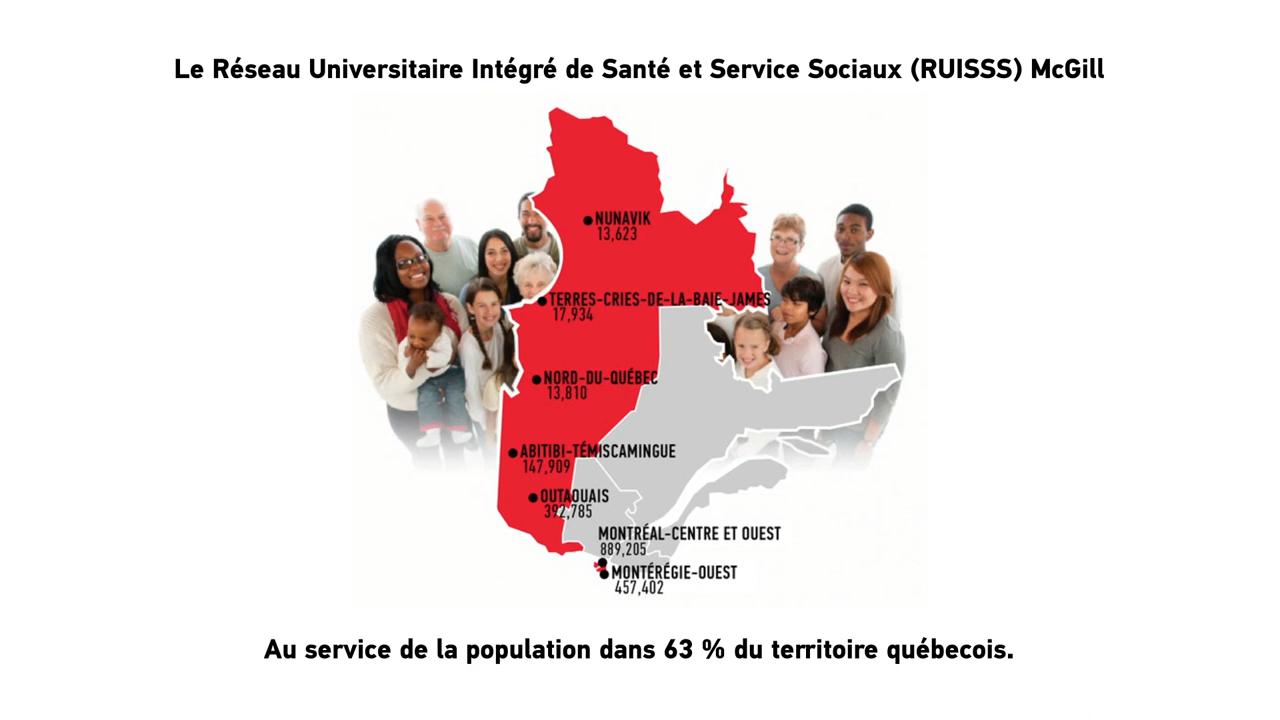 Le Réseau Universitaire Intégré de Santé et Service Sociaux (RUISSS) McGill
NUNAVIK
13,623
TERRES-CRIES-DE-LA-BAIE-JAMES
17,934
NORD-DU-QUÉBEC
13,810
ABITIBI-TÉMISCAMINGUE
147,909
OUTAOUAIS
392,785
MONTRÉAL-CENTRE ET OUEST
889,205
MONTÉRÉGIE-OUEST
457,402
Au service de la population dans 63 % du territoire québecois.